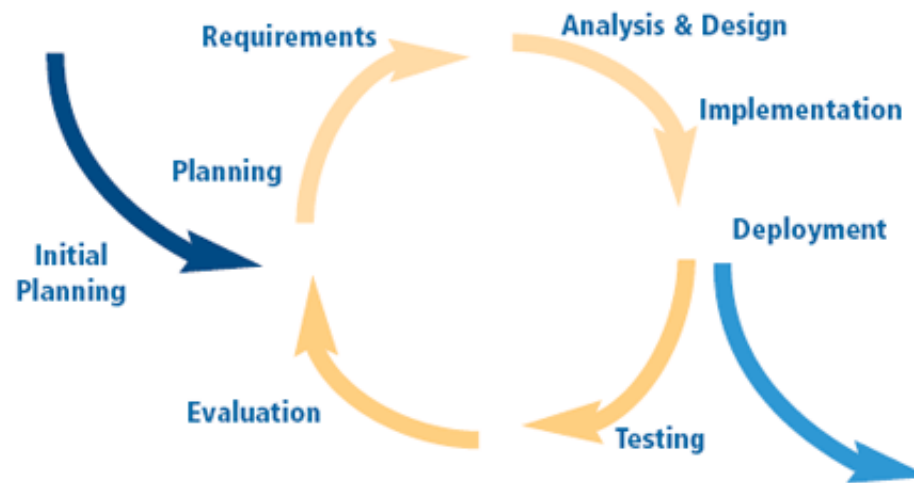 Requirements
Analysis & Design
Implementation
Planning
Deployment
Initial
Planning
Evaluation
Testing